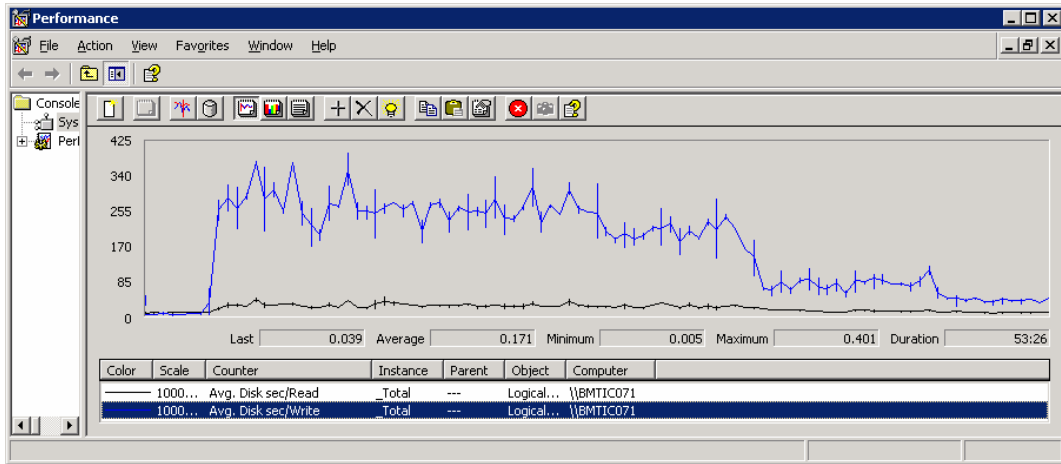 Performance
File Action View Favorites Window Help
Console
Sys
Perl
425
340
255
170
85
0
Last 0.039 Average 0.171 Minimum 0.005 Maximum 0.401 Duration 53:26
Color Scale Counter Instance Parent Object Computer
1000... Avg. Disk sec/Read _Total --- Logical... \\BMTIC071
1000... Avg. Disk sec/Write _Total --- Logical... \\BMTIC071